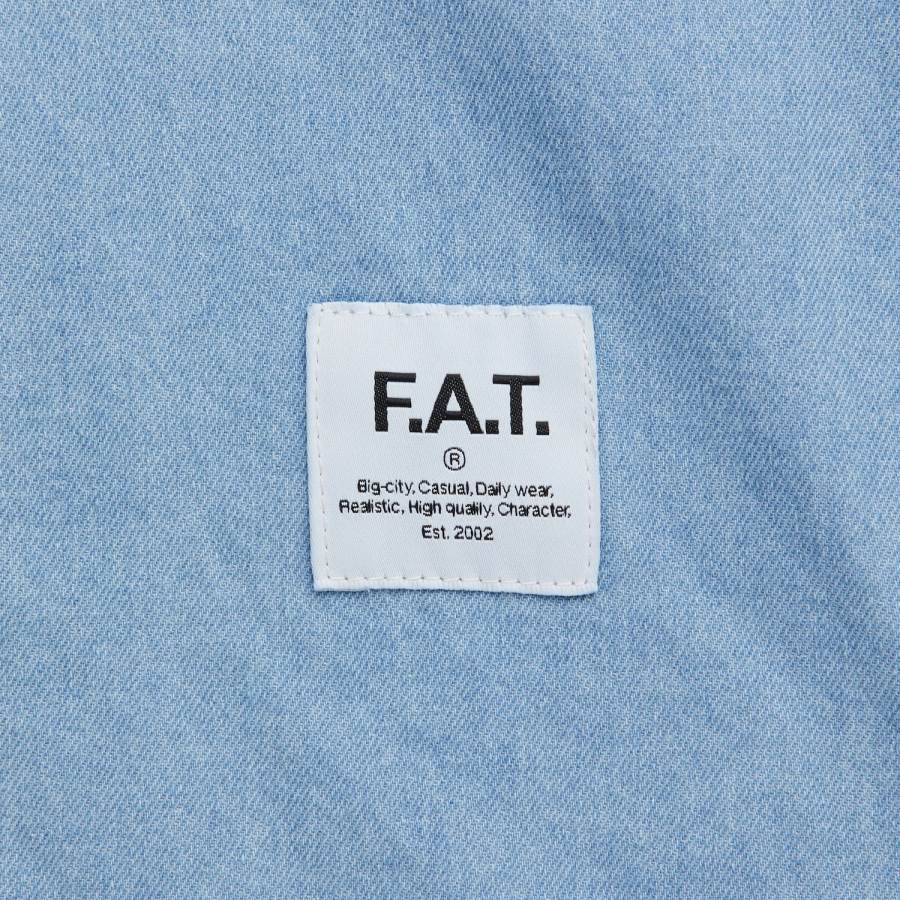 F.A.T.
®
Big-city, Casual, Daily wear,
Realistic, High quality, Character,
Est. 2002